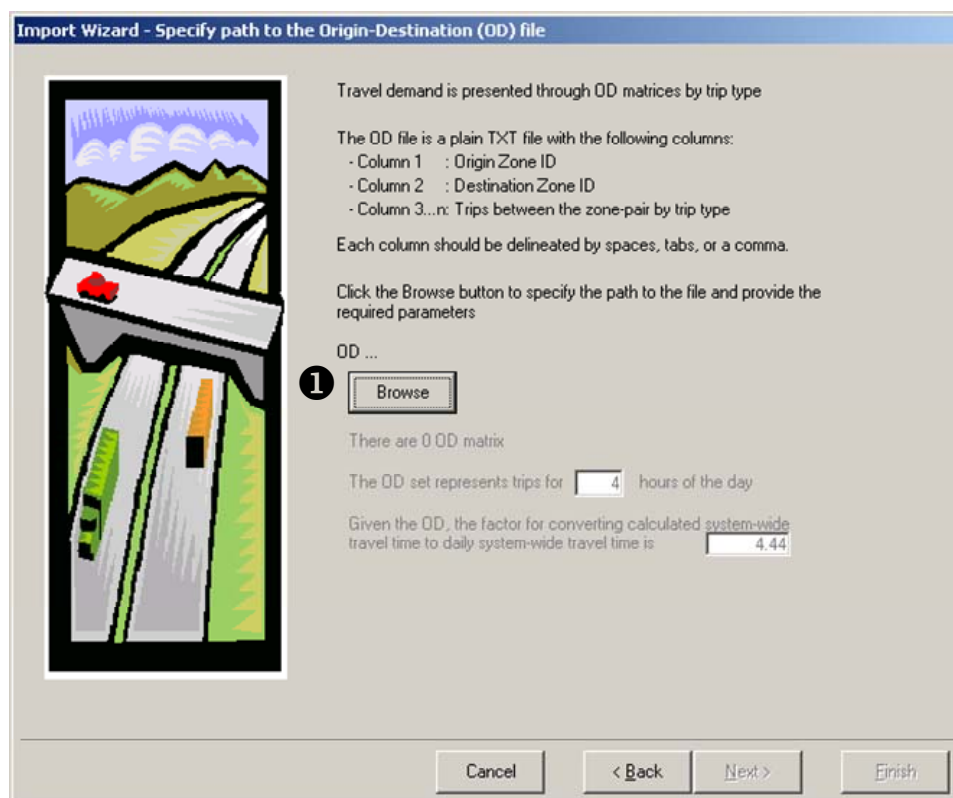 Import Wizard - Specify path to the Origin-Destination (OD) file
Travel demand is presented through OD matrices by trip type
The OD file is a plain TXT file with the following columns:
- Column 1 : Origin Zone ID
- Column 2 : Destination Zone ID
- Column 3...n: Trips between the zone-pair by trip type
Each column should be delineated by spaces, tabs, or a comma.
Click the Browse button to specify the path to the file and provide the
required parameters
OD ...
❶ Browse
There are 0 OD matrix
The OD set represents trips for 4 hours of the day
Given the OD, the factor for converting calculated system-wide
travel time to daily system-wide travel time is 4.44
Cancel < Back Next > Finish